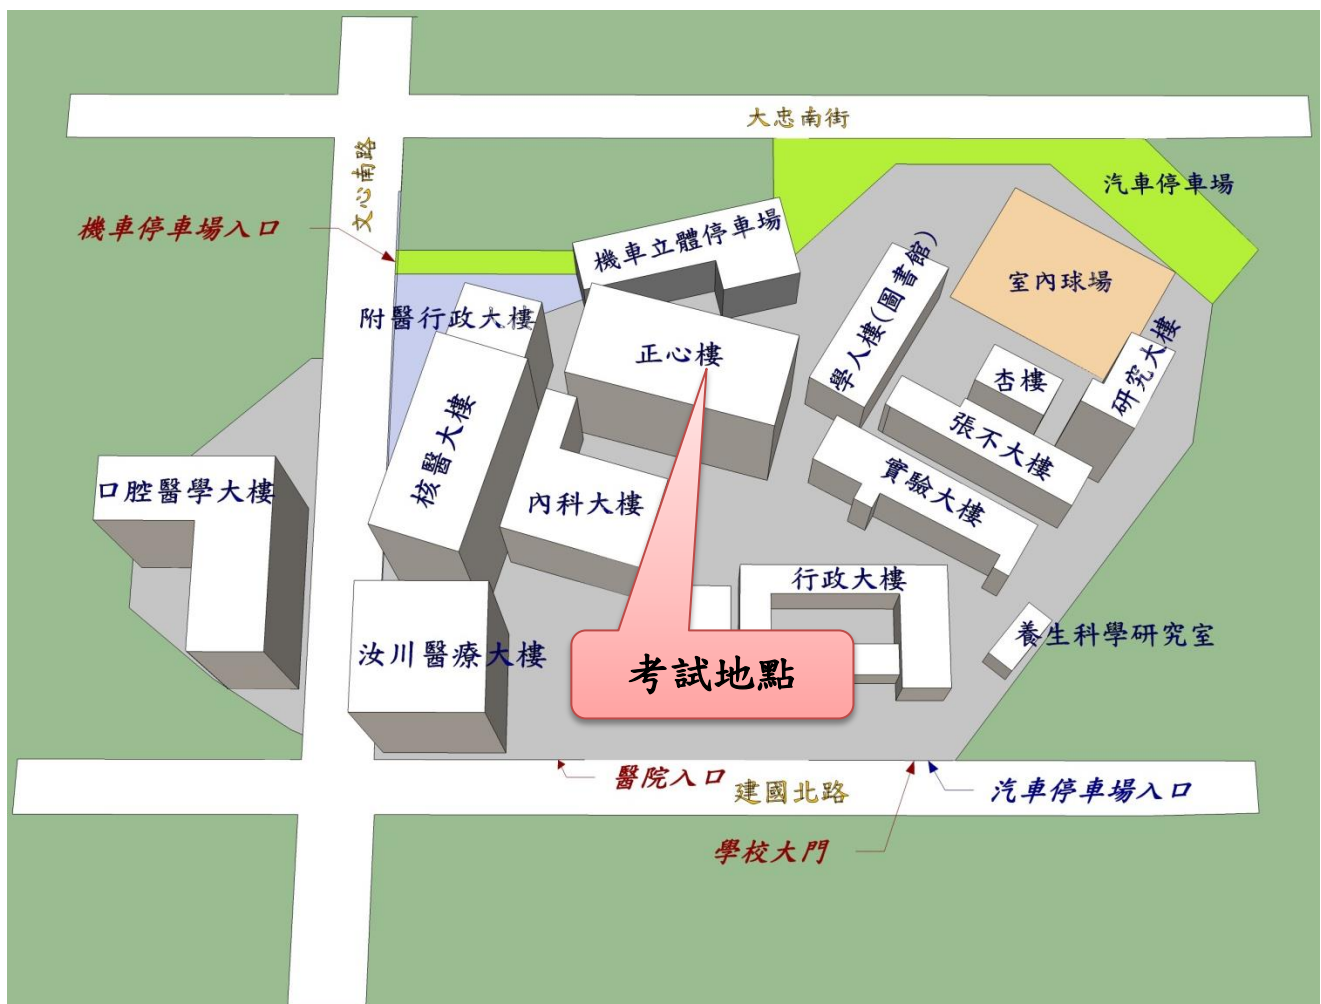 大忠南街
文心南路
汽車停車場
機車停車場入口
機車立體停車場
學人樓(圖書館)
室內球場
附醫行政大樓
正心樓
研究大樓
杏樓
張不大樓
核醫大樓
實驗大樓
口腔醫學大樓
內科大樓
行政大樓
養生科學研究室
汝川醫療大樓
考試地點
醫院入口
建國北路
汽車停車場入口
學校大門